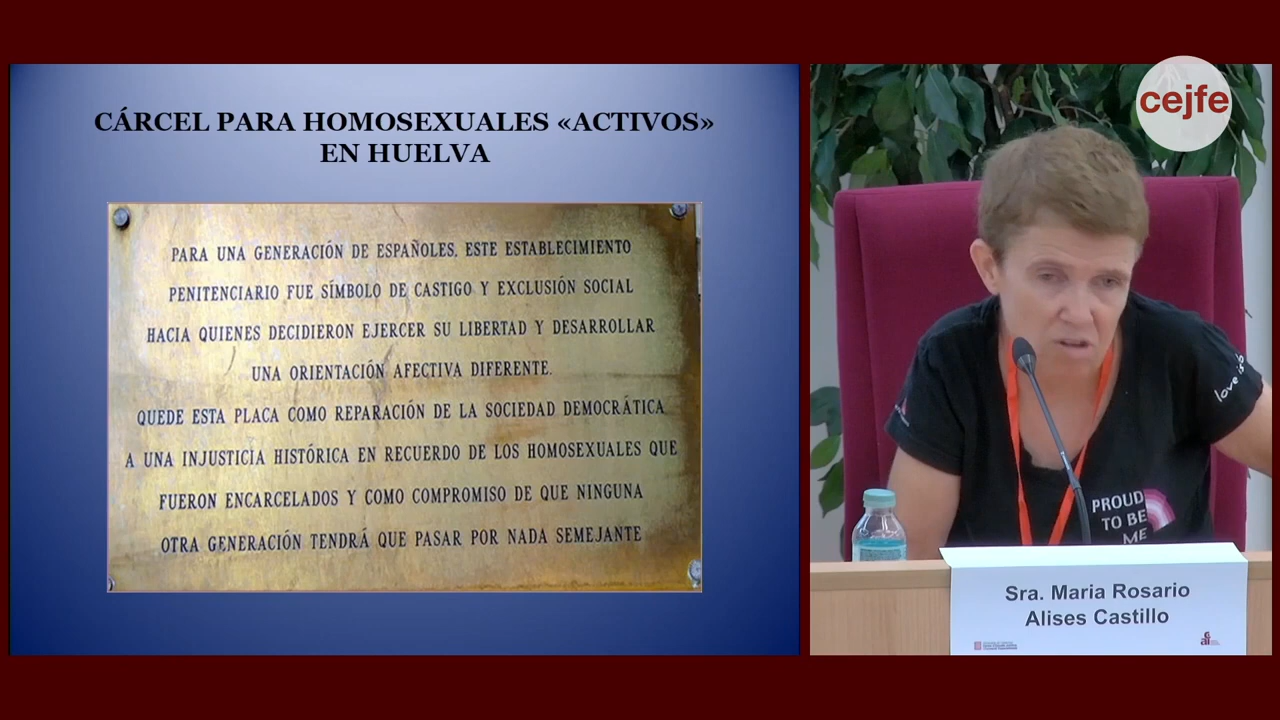 CÁRCEL PARA HOMOSEXUALES «ACTIVOS»
EN HUELVA
PARA UNA GENERACIÓN DE ESPAÑOLES, ESTE ESTABLECIMIENTO
PENITENCIARIO FUE SÍMBOLO DE CASTIGO Y EXCLUSIÓN SOCIAL
HACIA QUIENES DECIDIERON EJERCER SU LIBERTAD Y DESARROLLAR
UNA ORIENTACIÓN AFECTIVA DIFERENTE.
QUEDE ESTA PLACA COMO REPARACIÓN DE LA SOCIEDAD DEMOCRÁTICA
A UNA INJUSTICÍA HISTÓRICA EN RECUERDO DE LOS HOMOSEXUALES QUE
FUERON ENCARCELADOS Y COMO COMPROMISO DE QUE NINGUNA
OTRA GENERACIÓN TENDRÁ QUE PASAR POR NADA SEMEJANTE
cejfe
love is
PROUD
TO BE
ME
Sra. Maria Rosario
Alises Castillo